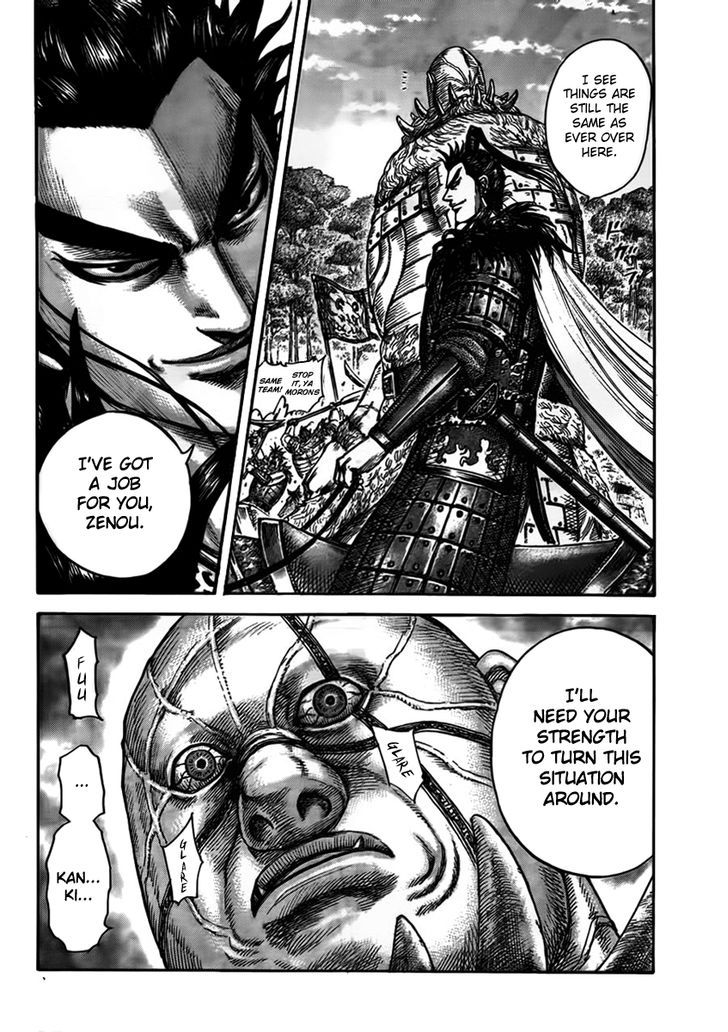 I SEE
THINGS ARE
STILL THE
SAME AS
EVER OVER
HERE.
STOP
IT, YA
MORONS
SAME
TEAM!
I'VE GOT
A JOB
FOR YOU,
ZENOU.
I'LL
NEED YOUR
STRENGTH
TO TURN THIS
SITUATION
AROUND.
GLARE
GLARE
FUU
...
KAN...
KI...